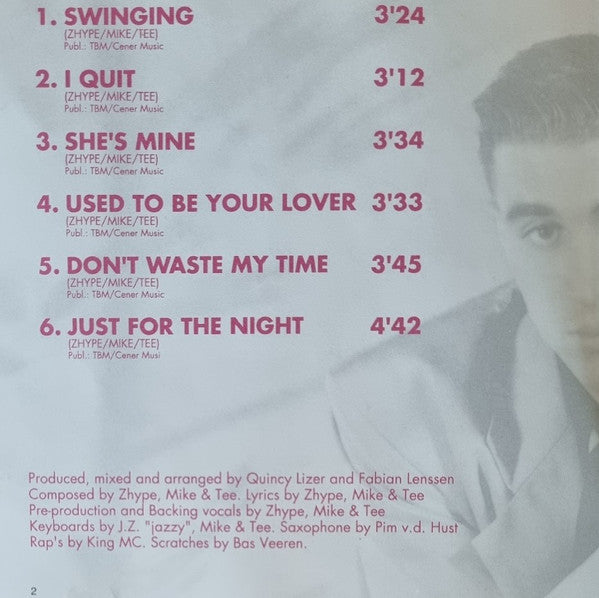 1. SWINGING 3'24
(ZHYPE/MIKE/TEE)
Publ.: TBM/Cener Music
2. I QUIT 3'12
(ZHYPE/MIKE/TEE)
Publ.: TBM/Cener Music
3. SHE'S MINE 3'34
(ZHYPE/MIKE/TEE)
Publ.: TBM/Cener Music
4. USED TO BE YOUR LOVER 3'33
(ZHYPE/MIKE/TEE)
Publ.: TBM/Cener Music
5. DON'T WASTE MY TIME 3'45
(ZHYPE/MIKE/TEE)
Publ.: TBM/Cener Music
6. JUST FOR THE NIGHT 4'42
(ZHYPE/MIKE/TEE)
Publ.: TBM/Cener Musi
Produced, mixed and arranged by Quincy Lizer and Fabian Lenssen
Composed by Zhype, Mike & Tee. Lyrics by Zhype, Mike & Tee
Pre-production and Backing vocals by Zhype, Mike & Tee
Keyboards by J.Z. "jazzy", Mike & Tee. Saxophone by Pim v.d. Hust
Rap's by King MC. Scratches by Bas Veeren.
2